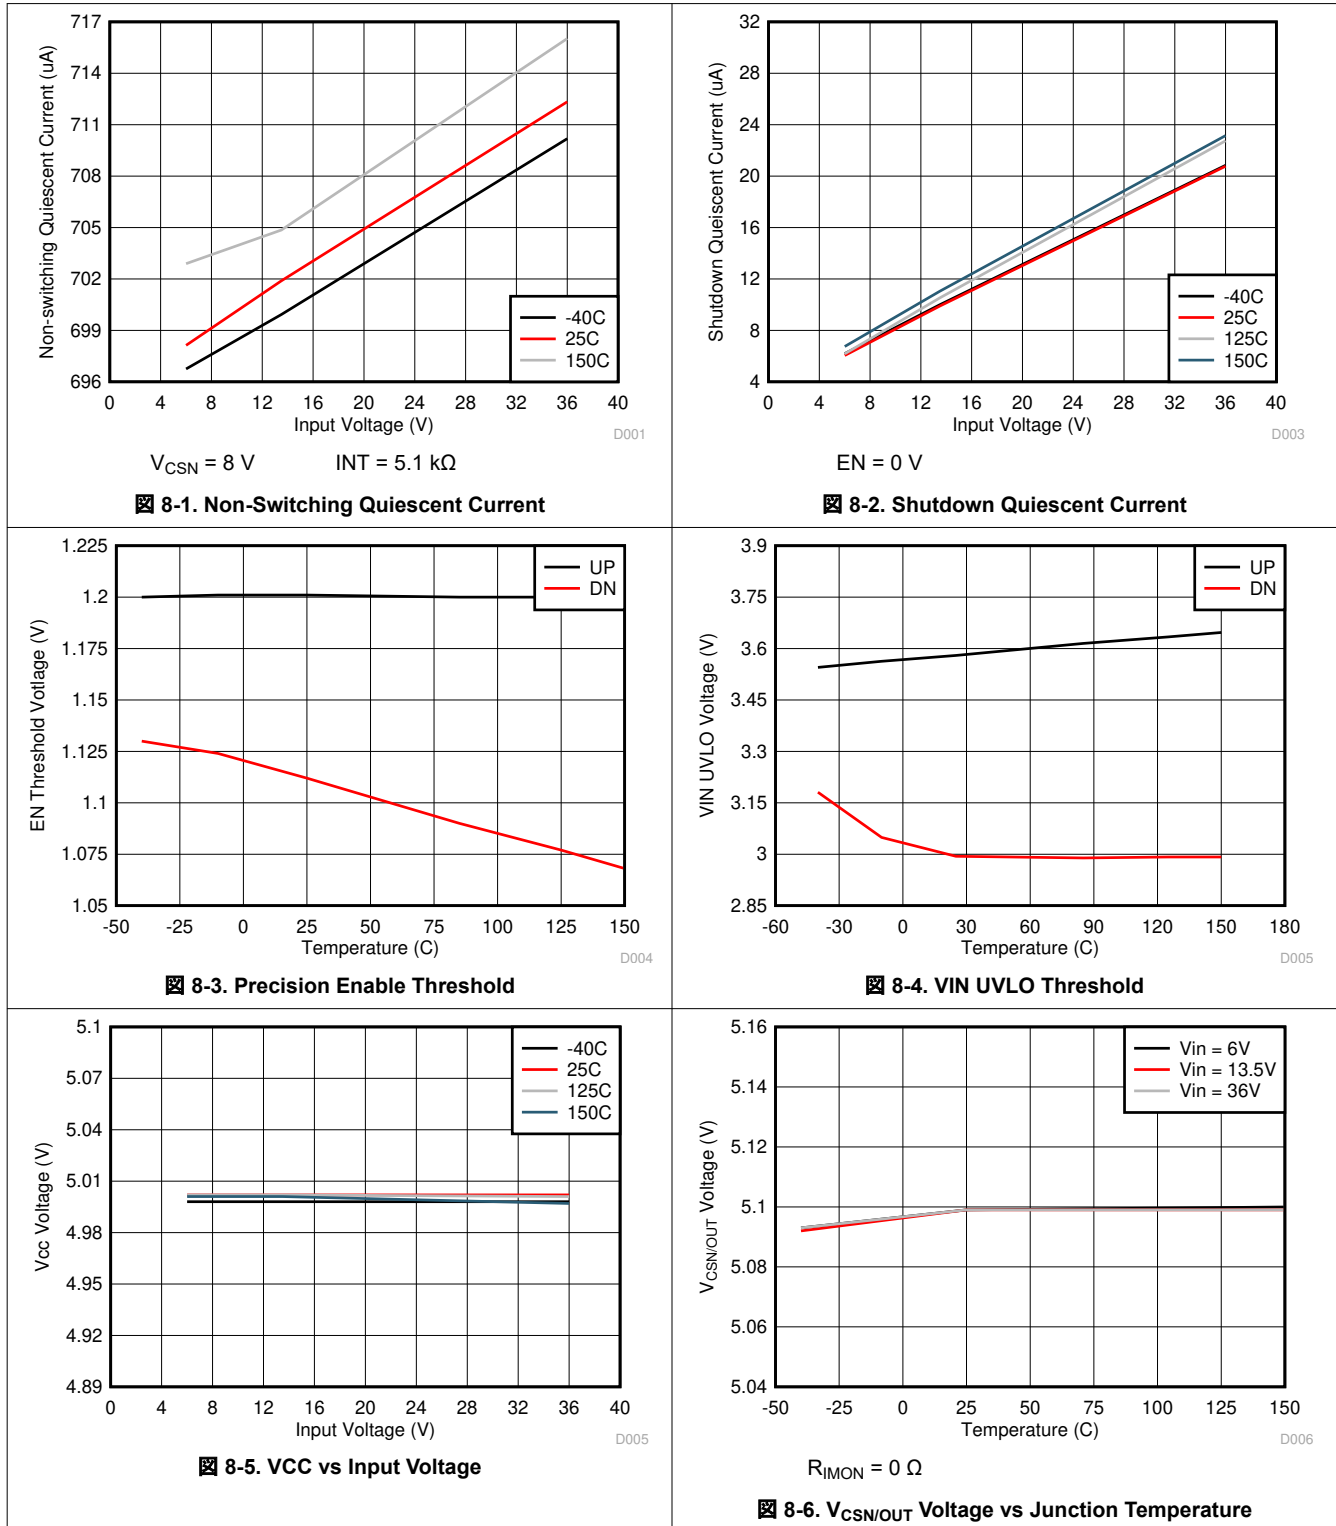 717
714
711
708
705
702
699
696
Non-switching Quiescent Current (uA)
-40C
25C
150C
0 4 8 12 16 20 24 28 32 36 40
Input Voltage (V)
D001
V_CSN = 8 V INT = 5.1 kΩ
図 8-1. Non-Switching Quiescent Current
32
28
24
20
16
12
8
4
Shutdown Queiscent Current (uA)
-40C
25C
125C
150C
0 4 8 12 16 20 24 28 32 36 40
Input Voltage (V)
D003
EN = 0 V
図 8-2. Shutdown Quiescent Current
1.225
1.2
1.175
1.15
1.125
1.1
1.075
1.05
EN Threshold Votlage (V)
UP
DN
-50 -25 0 25 50 75 100 125 150
Temperature (C)
D004
図 8-3. Precision Enable Threshold
3.9
3.75
3.6
3.45
3.3
3.15
3
2.85
VIN UVLO Voltage (V)
UP
DN
-60 -30 0 30 60 90 120 150 180
Temperature (C)
D005
図 8-4. VIN UVLO Threshold
5.1
5.07
5.04
5.01
4.98
4.95
4.92
4.89
Vcc Voltage (V)
-40C
25C
125C
150C
0 4 8 12 16 20 24 28 32 36 40
Input Voltage (V)
D005
図 8-5. VCC vs Input Voltage
5.16
5.14
5.12
5.1
5.08
5.06
5.04
V_CSN/OUT Voltage (V)
Vin = 6V
Vin = 13.5V
Vin = 36V
-50 -25 0 25 50 75 100 125 150
Temperature (C)
D006
R_IMON = 0 Ω
図 8-6. V_CSN/OUT Voltage vs Junction Temperature